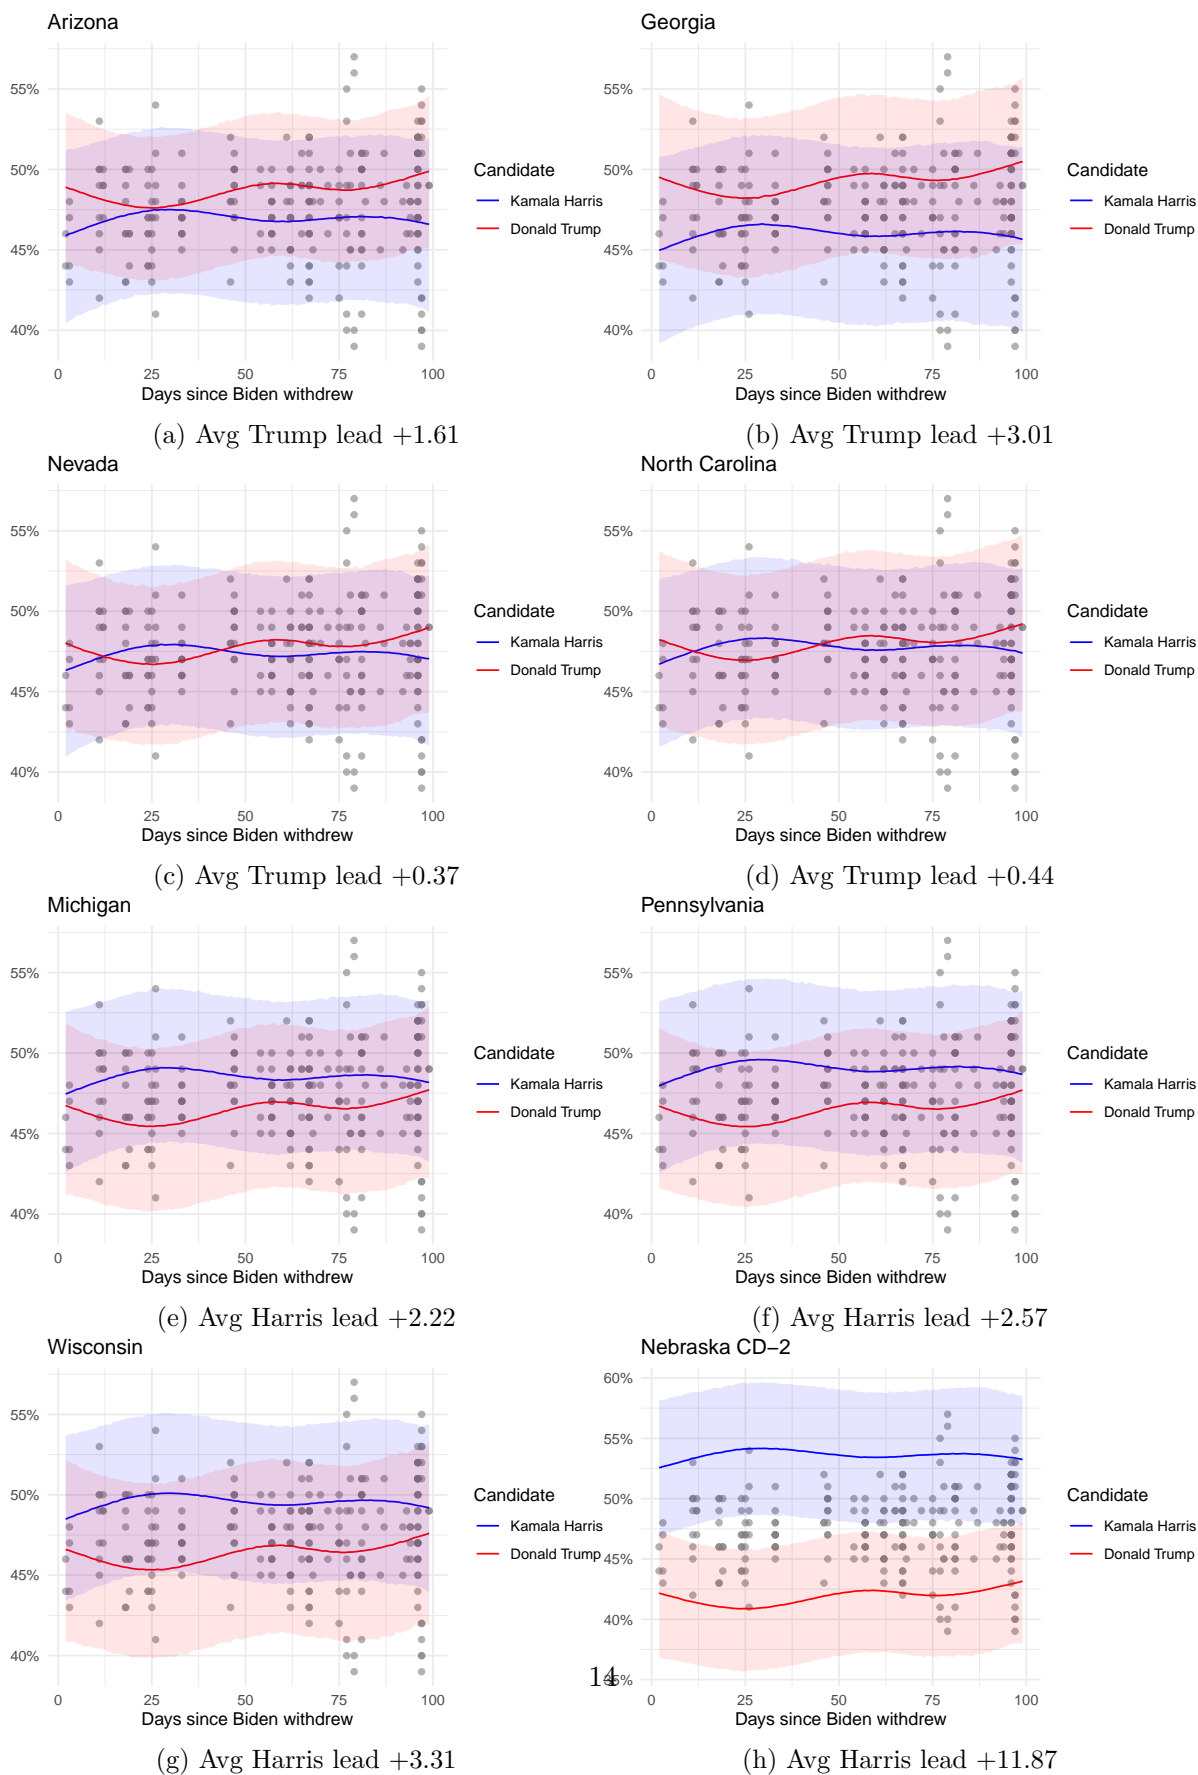 Arizona
55%
50%
45%
40%
0 25 50 75 100
Days since Biden withdrew
Candidate
Kamala Harris
Donald Trump
(a) Avg Trump lead +1.61
Georgia
55%
50%
45%
40%
0 25 50 75 100
Days since Biden withdrew
Candidate
Kamala Harris
Donald Trump
(b) Avg Trump lead +3.01
Nevada
55%
50%
45%
40%
0 25 50 75 100
Days since Biden withdrew
Candidate
Kamala Harris
Donald Trump
(c) Avg Trump lead +0.37
North Carolina
55%
50%
45%
40%
0 25 50 75 100
Days since Biden withdrew
Candidate
Kamala Harris
Donald Trump
(d) Avg Trump lead +0.44
Michigan
55%
50%
45%
40%
0 25 50 75 100
Days since Biden withdrew
Candidate
Kamala Harris
Donald Trump
(e) Avg Harris lead +2.22
Pennsylvania
55%
50%
45%
40%
0 25 50 75 100
Days since Biden withdrew
Candidate
Kamala Harris
Donald Trump
(f) Avg Harris lead +2.57
Wisconsin
55%
50%
45%
40%
0 25 50 75 100
Days since Biden withdrew
Candidate
Kamala Harris
Donald Trump
(g) Avg Harris lead +3.31
Nebraska CD−2
60%
55%
50%
45%
40%
35%
0 25 50 75 100
Days since Biden withdrew
Candidate
Kamala Harris
Donald Trump
(h) Avg Harris lead +11.87
14